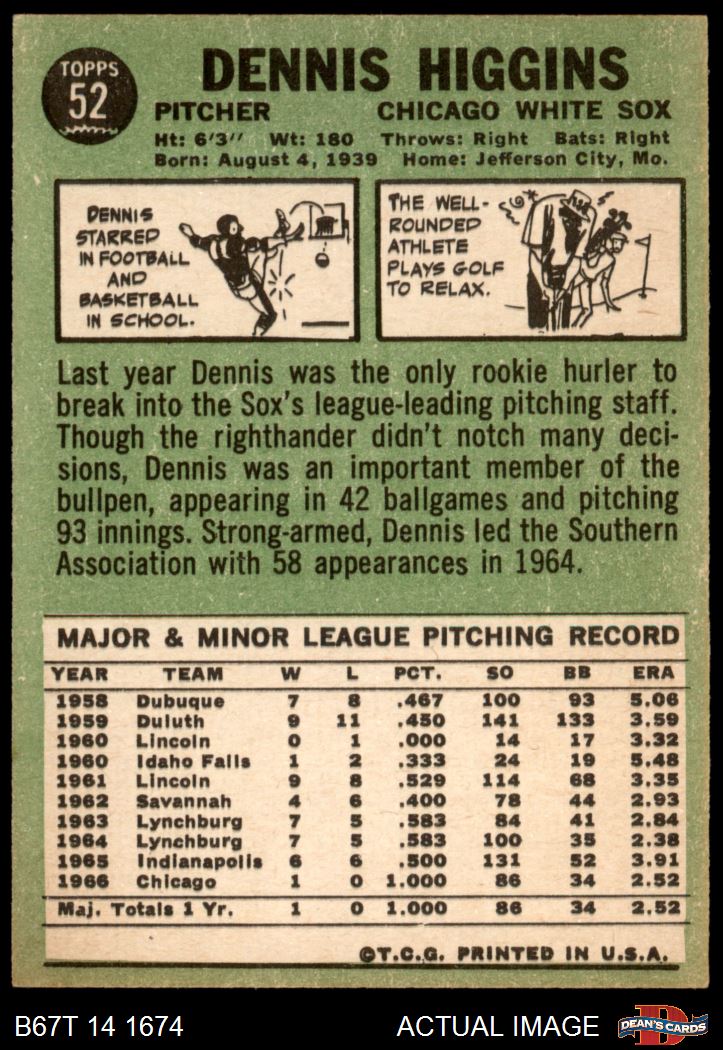 TOPPS
52
DENNIS HIGGINS
PITCHER CHICAGO WHITE SOX
Ht: 6'3" Wt: 180 Throws: Right Bats: Right
Born: August 4, 1939 Home: Jefferson City, Mo.
DENNIS
STARRED
IN FOOTBALL
AND
BASKETBALL
IN SCHOOL.
THE WELL-
ROUNDED
ATHLETE
PLAYS GOLF
TO RELAX.
Last year Dennis was the only rookie hurler to
break into the Sox's league-leading pitching staff.
Though the righthander didn't notch many deci-
sions, Dennis was an important member of the
bullpen, appearing in 42 ballgames and pitching
93 innings. Strong-armed, Dennis led the Southern
Association with 58 appearances in 1964.
MAJOR & MINOR LEAGUE PITCHING RECORD
YEAR TEAM W L PCT. SO BB ERA
1958 Dubuque 7 8 .467 100 93 5.06
1959 Duluth 9 11 .450 141 133 3.59
1960 Lincoln 0 1 .000 14 17 3.32
1960 Idaho Falls 1 2 .333 24 19 5.48
1961 Lincoln 9 8 .529 114 68 3.35
1962 Savannah 4 6 .400 78 44 2.93
1963 Lynchburg 7 5 .583 84 41 2.84
1964 Lynchburg 7 5 .583 100 35 2.38
1965 Indianapolis 6 6 .500 131 52 3.91
1966 Chicago 1 0 1.000 86 34 2.52
Maj. Totals 1 Yr. 1 0 1.000 86 34 2.52
©T.C.G. PRINTED IN U.S.A.
B67T 14 1674 ACTUAL IMAGE
D
DEAN'S CARDS